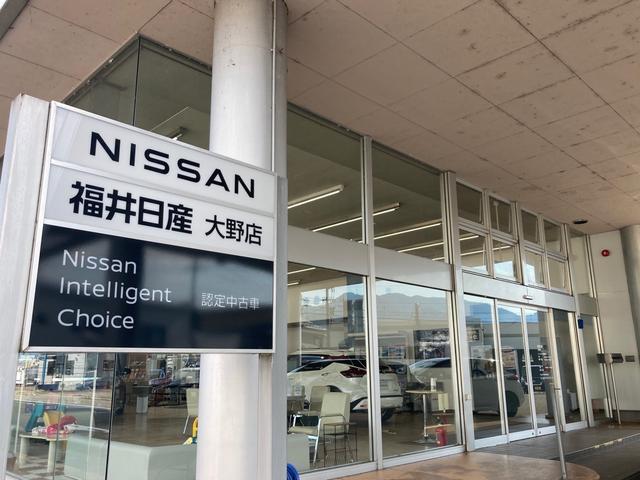 NISSAN
福井日産 大野店
Nissan
Intelligent 認定中古車
Choice